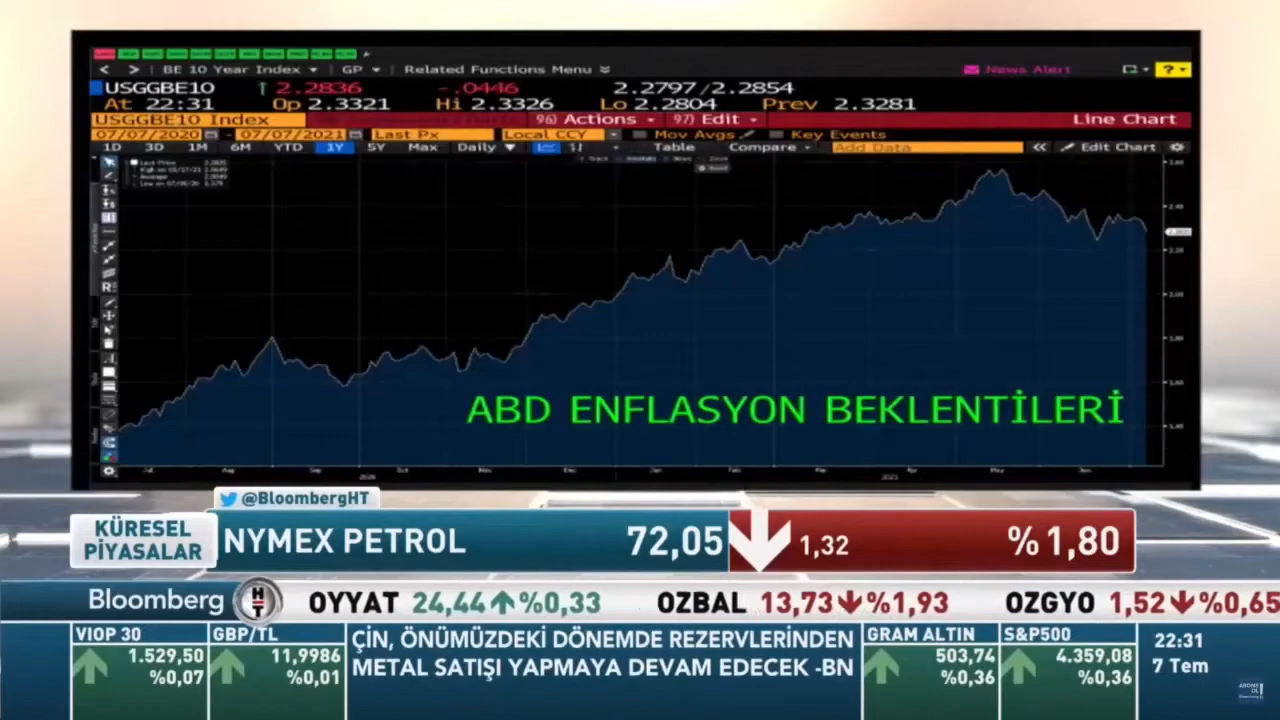 < > BE 10 Year Index GP Related Functions Menu News Alert ?
USGGBE10 ↑ 2.2836 -.0446 2.2797/2.2854
At 22:31 Op 2.3321 Hi 2.3326 Lo 2.2804 Prev 2.3281
USGGBE10 Index 96) Actions 97) Edit Line Chart
07/07/2020 - 07/07/2021 Last Px Local CCY Mov Avgs Key Events
1D 3D 1M 6M YTD 1Y 5Y Max Daily Table Compare Add Data Edit Chart
ABD ENFLASYON BEKLENTİLERİ
@BloombergHT
KÜRESEL
PİYASALAR
NYMEX PETROL 72,05 1,32 %1,80
Bloomberg HT OYYAT 24,44 %0,33 OZBAL 13,73 %1,93 OZGYO 1,52 %0,65
VIOP 30
1.529,50
%0,07
GBP/TL
11,9986
%0,01
ÇİN, ÖNÜMÜZDEKİ DÖNEMDE REZERVLERİNDEN
METAL SATIŞI YAPMAYA DEVAM EDECEK -BN
GRAM ALTIN
503,74
%0,36
S&P500
4.359,08
%0,36
22:31
7 Tem
ABONE
OL